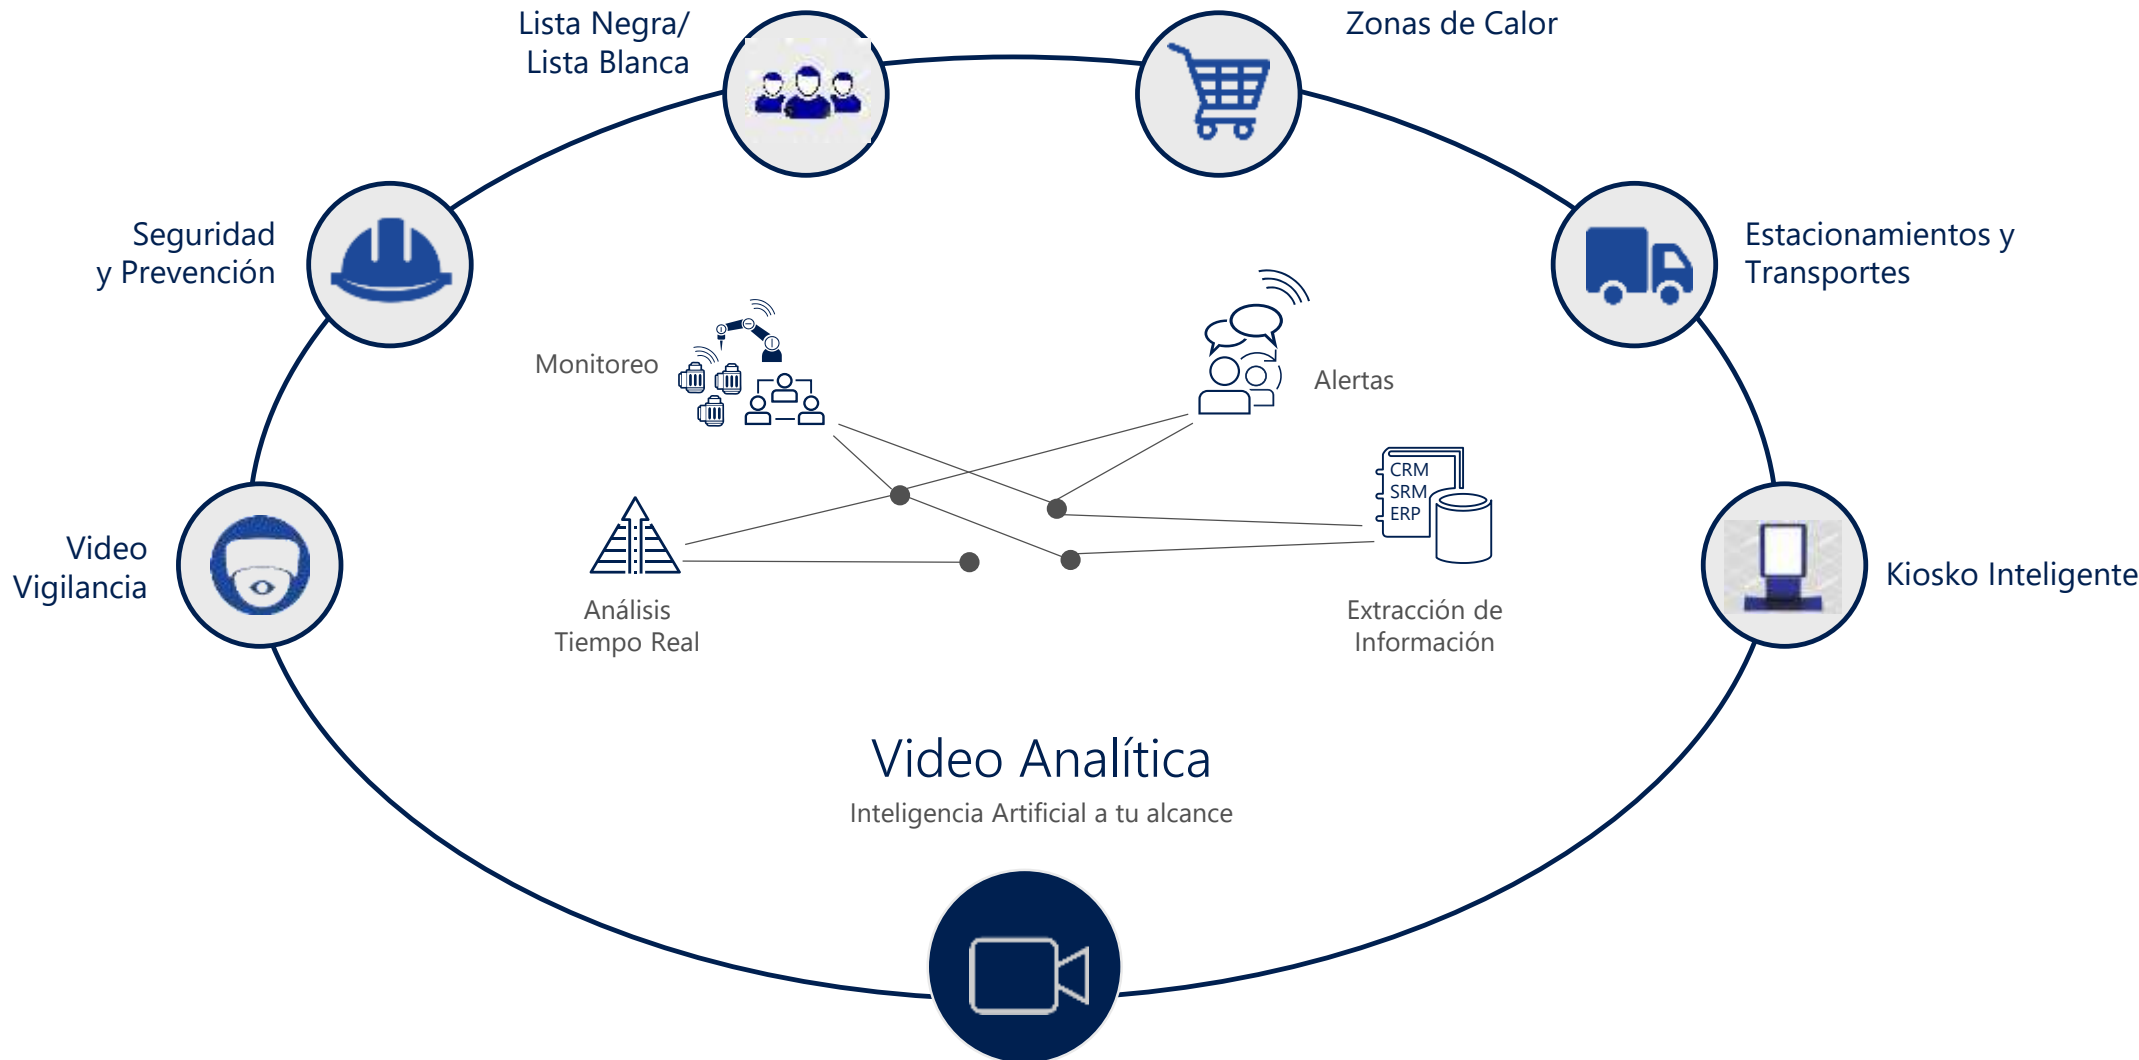 Lista Negra/
Lista Blanca
Zonas de Calor
Seguridad
y Prevención
Estacionamientos y
Transportes
Monitoreo
Alertas
CRM
SRM
ERP
Video
Vigilancia
Kiosko Inteligente
Análisis
Tiempo Real
Extracción de
Información
Video Analítica
Inteligencia Artificial a tu alcance